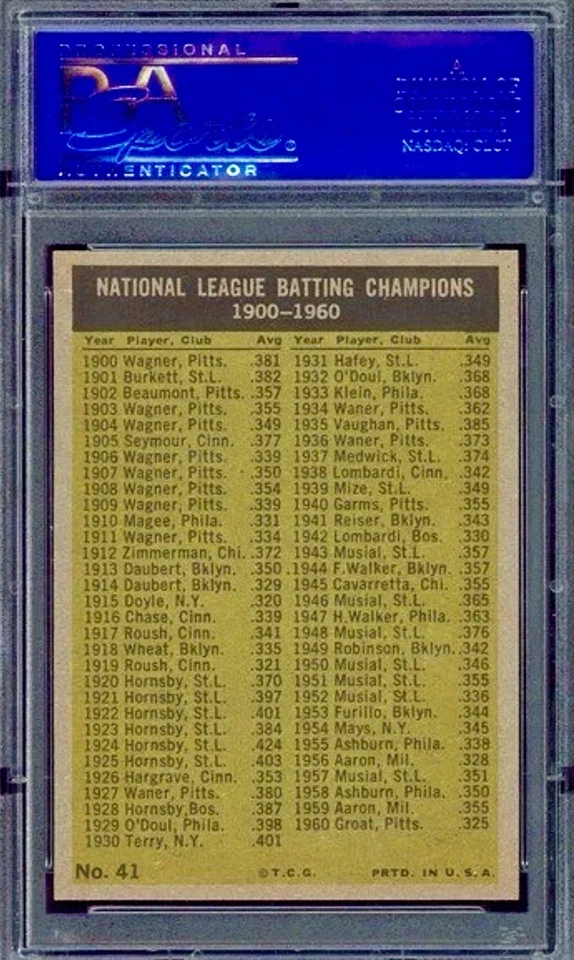 PROFESSIONAL
PSA
Sports
®
AUTHENTICATOR
A
DIVISION OF
UNIVERSE
NASDAQ: CLCT
NATIONAL LEAGUE BATTING CHAMPIONS
1900–1960
Year Player, Club Avg Year Player, Club Avg
1900 Wagner, Pitts. .381 1931 Hafey, St.L. .349
1901 Burkett, St.L. .382 1932 O'Doul, Bklyn. .368
1902 Beaumont, Pitts. .357 1933 Klein, Phila. .368
1903 Wagner, Pitts. .355 1934 Waner, Pitts. .362
1904 Wagner, Pitts. .349 1935 Vaughan, Pitts. .385
1905 Seymour, Cinn. .377 1936 Waner, Pitts. .373
1906 Wagner, Pitts. .339 1937 Medwick, St.L. .374
1907 Wagner, Pitts. .350 1938 Lombardi, Cinn. .342
1908 Wagner, Pitts. .354 1939 Mize, St.L. .349
1909 Wagner, Pitts. .339 1940 Garms, Pitts. .355
1910 Magee, Phila. .331 1941 Reiser, Bklyn. .343
1911 Wagner, Pitts. .334 1942 Lombardi, Bos. .330
1912 Zimmerman, Chi. .372 1943 Musial, St.L. .357
1913 Daubert, Bklyn. .350 1944 F.Walker, Bklyn. .357
1914 Daubert, Bklyn. .329 1945 Cavarretta, Chi. .355
1915 Doyle, N.Y. .320 1946 Musial, St.L. .365
1916 Chase, Cinn. .339 1947 H.Walker, Phila. .363
1917 Roush, Cinn. .341 1948 Musial, St.L. .376
1918 Wheat, Bklyn. .335 1949 Robinson, Bklyn. .342
1919 Roush, Cinn. .321 1950 Musial, St.L. .346
1920 Hornsby, St.L. .370 1951 Musial, St.L. .355
1921 Hornsby, St.L. .397 1952 Musial, St.L. .336
1922 Hornsby, St.L. .401 1953 Furillo, Bklyn. .344
1923 Hornsby, St.L. .384 1954 Mays, N.Y. .345
1924 Hornsby, St.L. .424 1955 Ashburn, Phila. .338
1925 Hornsby, St.L. .403 1956 Aaron, Mil. .328
1926 Hargrave, Cinn. .353 1957 Musial, St.L. .351
1927 Waner, Pitts. .380 1958 Ashburn, Phila. .350
1928 Hornsby,Bos. .387 1959 Aaron, Mil. .355
1929 O'Doul, Phila. .398 1960 Groat, Pitts. .325
1930 Terry, N.Y. .401
No. 41 ©T.C.G. PRTD. IN U.S.A.